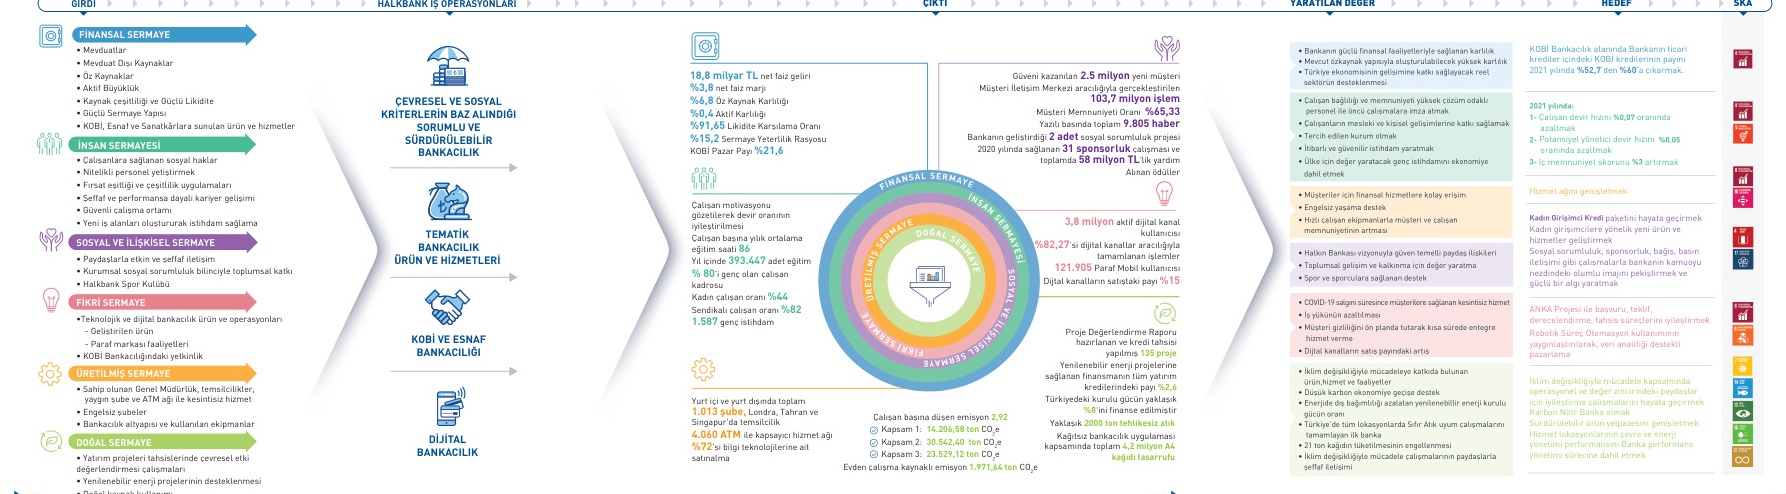 GİRDİ
HALKBANK İŞ OPERASYONLARI
ÇIKTI
YARATILAN DEĞER
HEDEF
SKA
FİNANSAL SERMAYE
• Mevduatlar
• Mevduat Dışı Kaynaklar
• Öz Kaynaklar
• Aktif Büyüklük
• Kaynak çeşitliliği ve Güçlü Likidite
• Güçlü Sermaye Yapısı
• KOBİ, Esnaf ve Sanatkârlara sunulan ürün ve hizmetler
İNSAN SERMAYESİ
• Çalışanlara sağlanan sosyal haklar
• Nitelikli personel yetiştirmek
• Fırsat eşitliği ve çeşitlilik uygulamaları
• Şeffaf ve performansa dayalı kariyer gelişimi
• Güvenli çalışma ortamı
• Yeni iş alanları oluşturarak istihdam sağlama
SOSYAL VE İLİŞKİSEL SERMAYE
• Paydaşlarla etkin ve şeffaf iletişim
• Kurumsal sosyal sorumluluk bilinciyle toplumsal katkı
• Halkbank Spor Kulübü
FİKRİ SERMAYE
•Teknolojik ve dijital bankacılık ürün ve operasyonları
- Geliştirilen ürün
- Paraf markası faaliyetleri
• KOBİ Bankacılığındaki yetkinlik
ÜRETİLMİŞ SERMAYE
• Sahip olunan Genel Müdürlük, temsilcilikler,
yaygın şube ve ATM ağı ile kesintisiz hizmet
• Engelsiz şubeler
• Bankacılık altyapısı ve kullanılan ekipmanlar
DOĞAL SERMAYE
• Yatırım projeleri tahsislerinde çevresel etki
değerlendirmesi çalışmaları
• Yenilenebilir enerji projelerinin desteklenmesi
• Doğal kaynak kullanımı
ÇEVRESEL VE SOSYAL
KRİTERLERİN BAZ ALINDIĞI
SORUMLU VE
SÜRDÜRÜLEBİLİR
BANKACILIK
TEMATİK
BANKACILIK
ÜRÜN VE HİZMETLERİ
KOBİ VE ESNAF
BANKACILIĞI
DİJİTAL
BANKACILIK
18,8 milyar TL net faiz geliri
%3,8 net faiz marjı
%6,8 Öz Kaynak Karlılığı
%0,4 Aktif Karlılığı
%91,65 Likidite Karşılama Oranı
%15,2 Sermaye Yeterlilik Rasyosu
KOBİ Pazar Payı %21,6
Çalışan motivasyonu
gözetilerek devir oranının
iyileştirilmesi
Çalışan başına yıllık ortalama
eğitim saati 86
Yıl içinde 393.447 adet eğitim
% 80'i genç olan çalışan
kadrosu
Kadın çalışan oranı %44
Sendikalı çalışan oranı %82
1.587 genç istihdam
Yurt içi ve yurt dışında toplam
1.013 şube, Londra, Tahran ve
Singapur'da temsilcilik
4.060 ATM ile kapsayıcı hizmet ağı
%72'si bilgi teknolojilerine ait
satınalma
FİNANSAL SERMAYE
İNSAN SERMAYESİ
SOSYAL VE İLİŞKİSEL SERMAYE
FİKRİ SERMAYE
ÜRETİLMİŞ SERMAYE
DOĞAL SERMAYE
Çalışan başına düşen emisyon 2,92
Kapsam 1: 14.206,58 ton CO2e
Kapsam 2: 30.542,40 ton CO2e
Kapsam 3: 23.529,12 ton CO2e
Evden çalışma kaynaklı emisyon 1.971,64 ton CO2e
Güveni kazanılan 2.5 milyon yeni müşteri
Müşteri İletişim Merkezi aracılığıyla gerçekleştirilen
103,7 milyon işlem
Müşteri Memnuniyeti Oranı %65,33
Yazılı basında toplam 9.805 haber
Bankanın geliştirdiği 2 adet sosyal sorumluluk projesi
2020 yılında sağlanan 31 sponsorluk çalışması ve
toplamda 58 milyon TL'lik yardım
Alınan ödüller
3,8 milyon aktif dijital kanal
kullanıcısı
%82,27'si dijital kanallar aracılığıyla
tamamlanan işlemler
121.905 Paraf Mobil kullanıcısı
Dijtal kanalların satıştaki payı %15
Proje Değerlendirme Raporu
hazırlanan ve kredi tahsisi
yapılmış 135 proje
Yenilenebilir enerji projelerine
sağlanan finansmanın tüm yatırım
kredilerindeki payı %2,6
Türkiyedeki kurulu gücün yaklaşık
%8'ini finanse edilmiştir
Yaklaşık 2000 ton tehlikesiz atık
Kağıtsız bankacılık uygulaması
kapsamında toplam 4,2 milyon A4
kağıdı tasarrufu
• Bankanın güçlü finansal faaliyetleriyle sağlanan karlılık
• Mevcut özkaynak yapısıyla oluşturulabilecek yüksek karlılık
• Türkiye ekonomisinin gelişimine katkı sağlayacak reel
sektörün desteklenmesi
• Çalışan bağlılığı ve memnuniyeti yüksek çözüm odaklı
personel ile öncü çalışmalara imza atmak
• Çalışanların mesleki ve kişisel gelişimlerine katkı sağlamak
• Tercih edilen kurum olmak
• İtibarlı ve güvenilir istihdam yaratmak
• Ülke için değer yaratacak genç istihdamını ekonomiye
dahil etmek
• Müşteriler için finansal hizmetlere kolay erişim
• Engelsiz yaşama destek
• Hızlı çalışan ekipmanlarla müşteri ve çalışan
memnuniyetinin artması
• Halkın Bankası vizyonuyla güven temelli paydaş ilişkileri
• Toplumsal gelişim ve kalkınma için değer yaratma
• Spor ve sporculara sağlanan destek
• COVID-19 salgını süresince müşterilere sağlanan kesintisiz hizmet
• İş yükünün azaltılması
• Müşteri gizliliğini ön planda tutarak kısa sürede entegre
hizmet verme
• Dijtal kanalların satış payındaki artış
• İklim değişikliğiyle mücadeleye katkıda bulunan
ürün,hizmet ve faaliyetler
• Düşük karbon ekonomiye geçişe destek
• Enerjide dış bağımlılığı azalatan yenilenebilir enerji kurulu
gücün oranı
• Türkiye'de tüm lokasyonlarda Sıfır Atık uyum çalışmalarını
tamamlayan ilk banka
• 21 ton kağıdın tüketilmesinin engellenmesi
• İklim değişikliğiyle mücadele çalışmalarının paydaşlarla
şeffaf iletişimi
KOBİ Bankacılık alanında Bankanın ticari
krediler içindeki KOBİ kredilerinin payını
2021 yılında %52,7'den %60'a çıkarmak.
2021 yılında:
1- Çalışan devir hızını %0,07 oranında
azaltmak
2- Potansiyel yönetici devir hızını %0.05
oranında azaltmak
3- İç memnuniyet skorunu %3 artırmak
Hizmet ağını genişletmek
Kadın Girişimci Kredi paketini hayata geçirmek
Kadın girişimcilere yönelik yeni ürün ve
hizmetler geliştirmek
Sosyal sorumluluk, sponsorluk, bağış, basın
iletişimi gibi çalışmalarla bankanın kamuoyu
nezdindeki olumlu imajını pekiştirmek ve
güçlü bir algı yaratmak
ANKA Projesi ile başvuru, teklif,
derecelendirme, tahsis süreçlerini iyileştirmek
Robotik Süreç Otomasyon kullanımının
yaygınlaştırılarak, veri analitiği destekli
pazarlama
İklim değişikliğiyle mücadele kapsamında
operasyonel ve değer zincirindeki paydaşlar
için iyileştirme çalışmalarını hayata geçirmek
Karbon Nötr Banka olmak
Sürdürülebilir ürün yelpazesini genişletmek
Hizmet lokasyonlarının çevre ve enerji
yönetimi performansını Banka performans
yönetimi sürecine dahil etmek